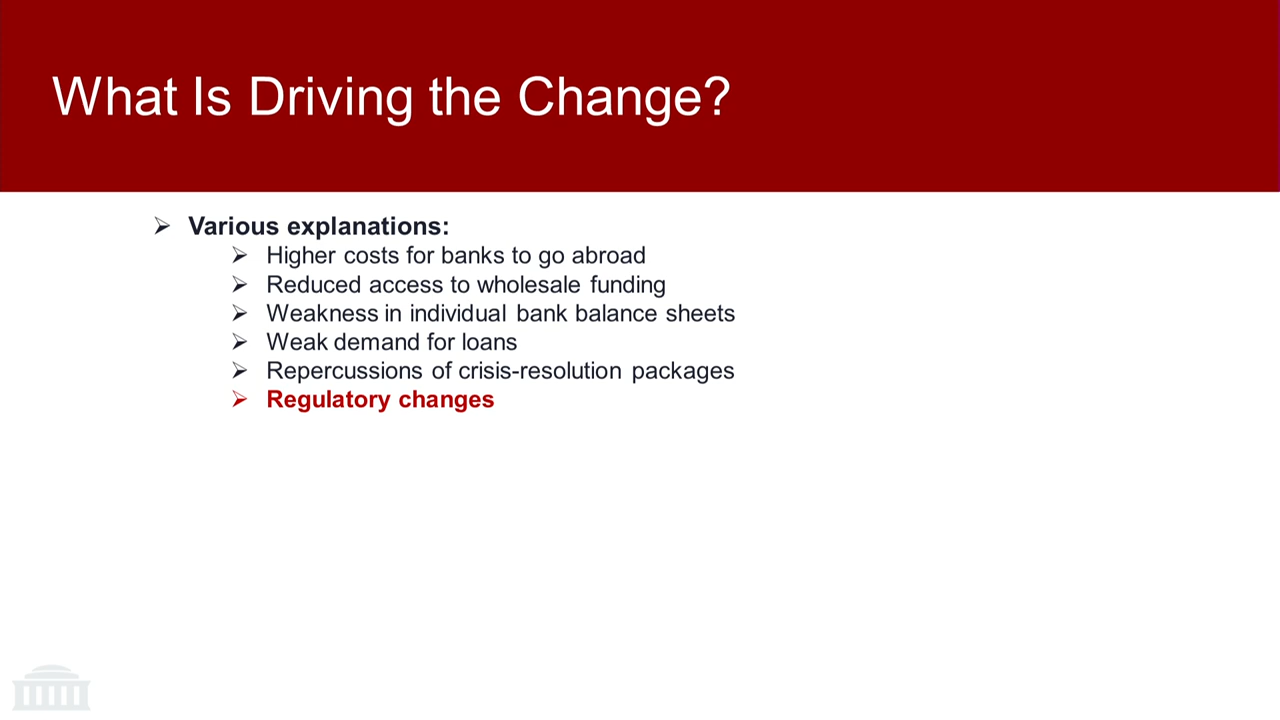 What Is Driving the Change?
Various explanations:
Higher costs for banks to go abroad
Reduced access to wholesale funding
Weakness in individual bank balance sheets
Weak demand for loans
Repercussions of crisis-resolution packages
Regulatory changes